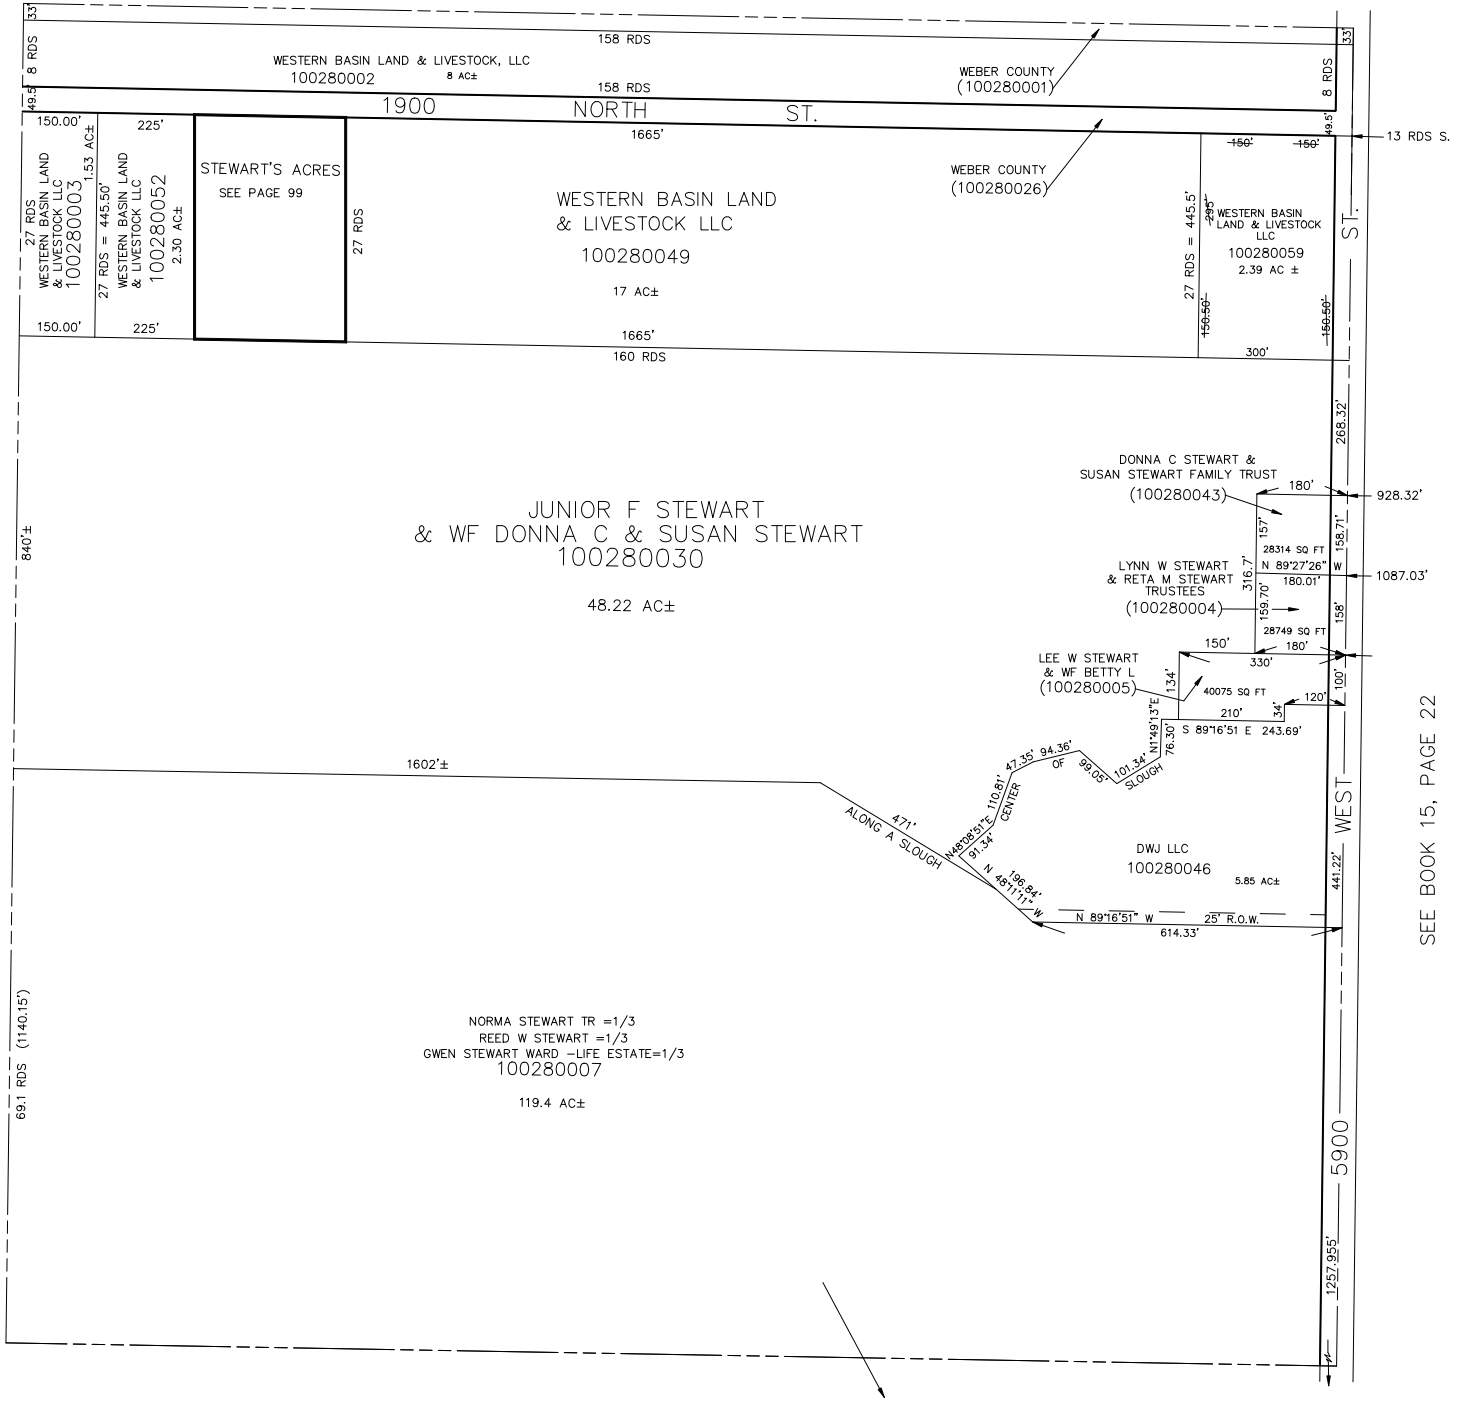 33'
8 RDS
158 RDS
WESTERN BASIN LAND & LIVESTOCK, LLC
100280002
8 AC±
158 RDS
WEBER COUNTY
(100280001)
33'
8 RDS
49.5'
1900 NORTH ST.
49.5'
13 RDS S.
150.00'
225'
1665'
WEBER COUNTY
(100280026)
150'
150'
27 RDS
WESTERN BASIN LAND
& LIVESTOCK LLC
100280003
1.53 AC±
150.00'
27 RDS = 445.50'
WESTERN BASIN LAND
& LIVESTOCK LLC
100280052
2.30 AC±
225'
STEWART'S ACRES
SEE PAGE 99
27 RDS
WESTERN BASIN LAND
& LIVESTOCK LLC
100280049
17 AC±
1665'
160 RDS
27 RDS = 445.5'
295'
WESTERN BASIN
LAND & LIVESTOCK
LLC
100280059
2.39 AC ±
150.50'
150.50'
300'
268.32'
840'±
JUNIOR F STEWART
& WF DONNA C & SUSAN STEWART
100280030
48.22 AC±
DONNA C STEWART &
SUSAN STEWART FAMILY TRUST
(100280043)
180'
928.32'
157'
158.71'
28314 SQ FT
N 89°27'26" W
180.01'
1087.03'
LYNN W STEWART
& RETA M STEWART
TRUSTEES
(100280004)
316.7'
159.70'
158'
28749 SQ FT
150'
180'
330'
LEE W STEWART
& WF BETTY L
(100280005)
134'
40075 SQ FT
100'
120'
34'
210'
S 89°16'51 E 243.69'
N1°49'13"E
76.30'
101.34'
SLOUGH
99.05'
94.36'
OF
47.35'
110.81'
CENTER
N48°08'51"E
91.34'
1602'±
471'
ALONG A SLOUGH
196.84'
N 48°11'11" W
DWJ LLC
100280046
5.85 AC±
441.22'
N 89°16'51" W
25' R.O.W.
614.33'
69.1 RDS (1140.15')
NORMA STEWART TR =1/3
REED W STEWART =1/3
GWEN STEWART WARD -LIFE ESTATE=1/3
100280007
119.4 AC±
1257.955'
5900 WEST ST.
SEE BOOK 15, PAGE 22